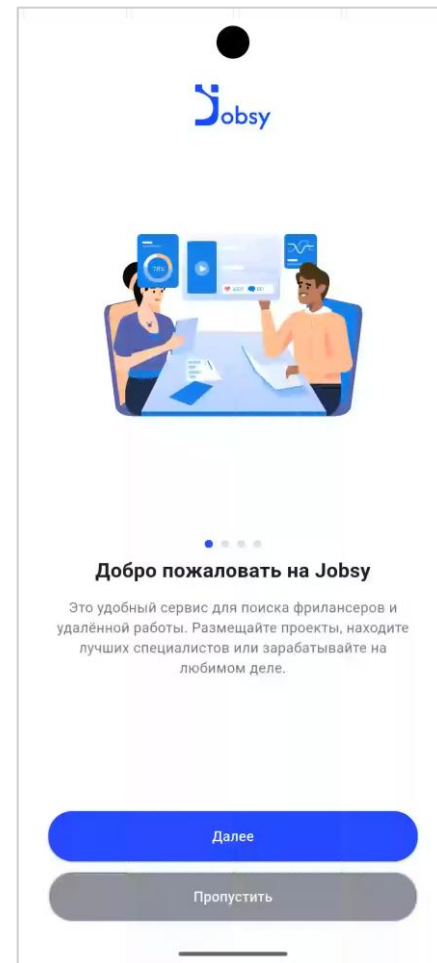 Jobsy
76%
Добро пожаловать на Jobsy
Это удобный сервис для поиска фрилансеров и
удалённой работы. Размещайте проекты, находите
лучших специалистов или зарабатывайте на
любимом деле.
Далее
Пропустить